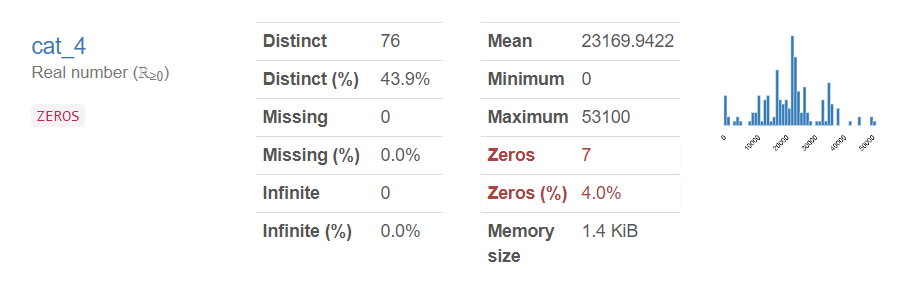 cat_4
Real number (ℝ≥0)
ZEROS
Distinct 76
Distinct (%) 43.9%
Missing 0
Missing (%) 0.0%
Infinite 0
Infinite (%) 0.0%
Mean 23169.9422
Minimum 0
Maximum 53100
Zeros 7
Zeros (%) 4.0%
Memory size 1.4 KiB
0 10000 20000 30000 40000 50000